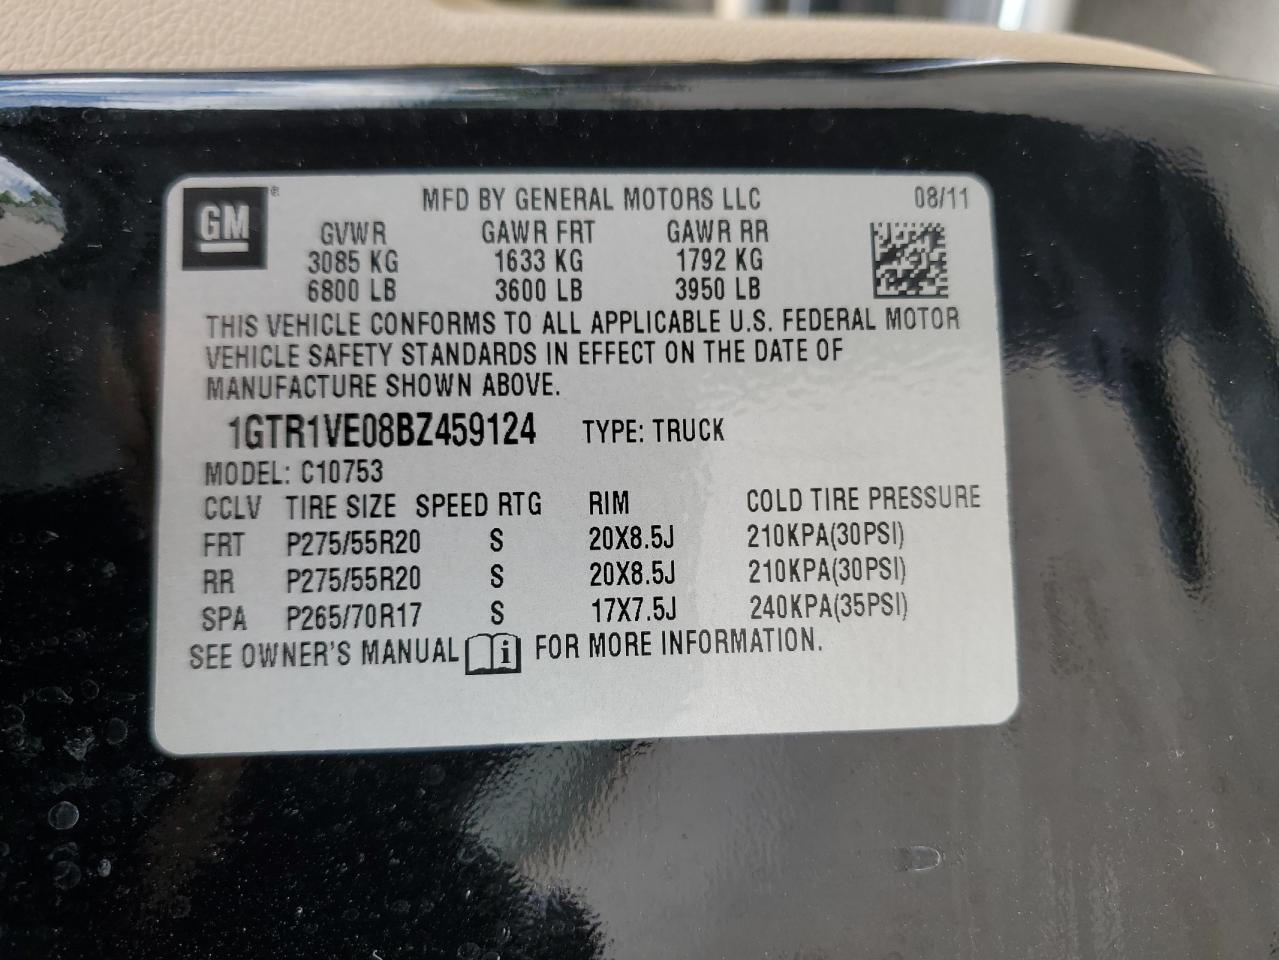 GM® MFD BY GENERAL MOTORS LLC 08/11
GVWR GAWR FRT GAWR RR
3085 KG 1633 KG 1792 KG
6800 LB 3600 LB 3950 LB
THIS VEHICLE CONFORMS TO ALL APPLICABLE U.S. FEDERAL MOTOR
VEHICLE SAFETY STANDARDS IN EFFECT ON THE DATE OF
MANUFACTURE SHOWN ABOVE.
1GTR1VE08BZ459124 TYPE: TRUCK
MODEL: C10753
CCLV TIRE SIZE SPEED RTG RIM COLD TIRE PRESSURE
FRT P275/55R20 S 20X8.5J 210KPA(30PSI)
RR P275/55R20 S 20X8.5J 210KPA(30PSI)
SPA P265/70R17 S 17X7.5J 240KPA(35PSI)
SEE OWNER'S MANUAL i FOR MORE INFORMATION.